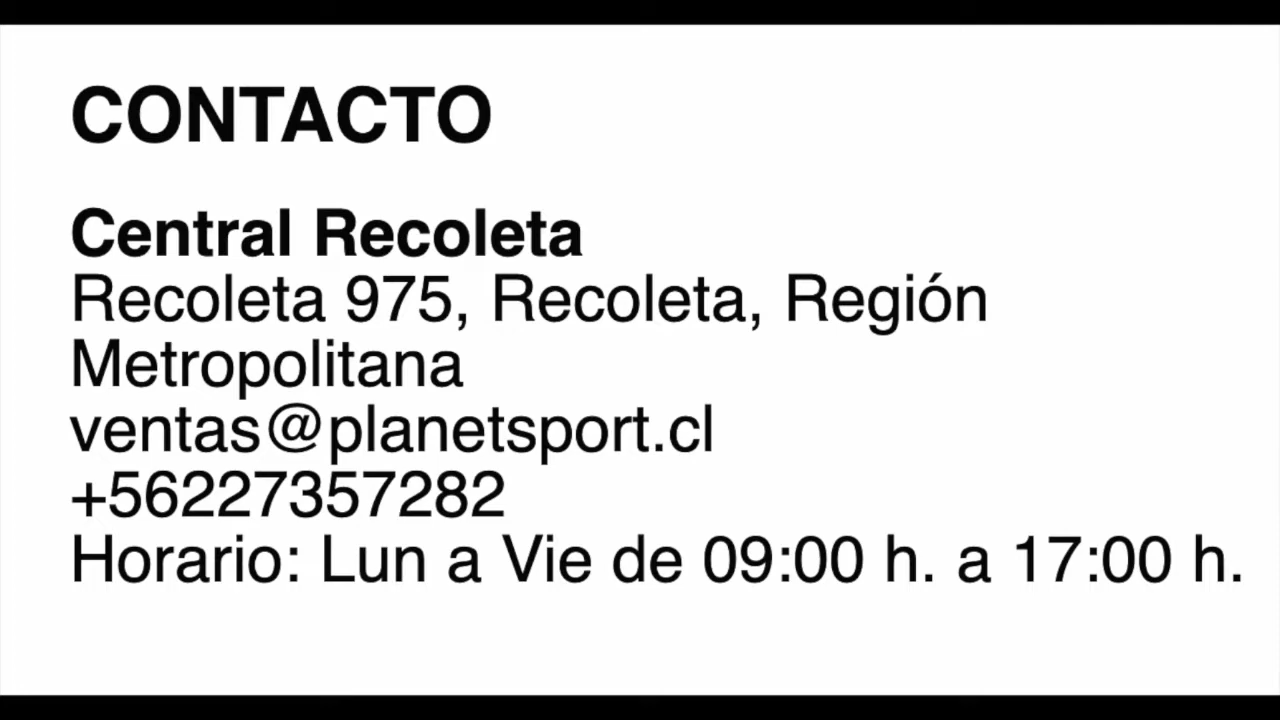 CONTACTO
Central Recoleta
Recoleta 975, Recoleta, Región
Metropolitana
ventas@planetsport.cl
+56227357282
Horario: Lun a Vie de 09:00 h. a 17:00 h.